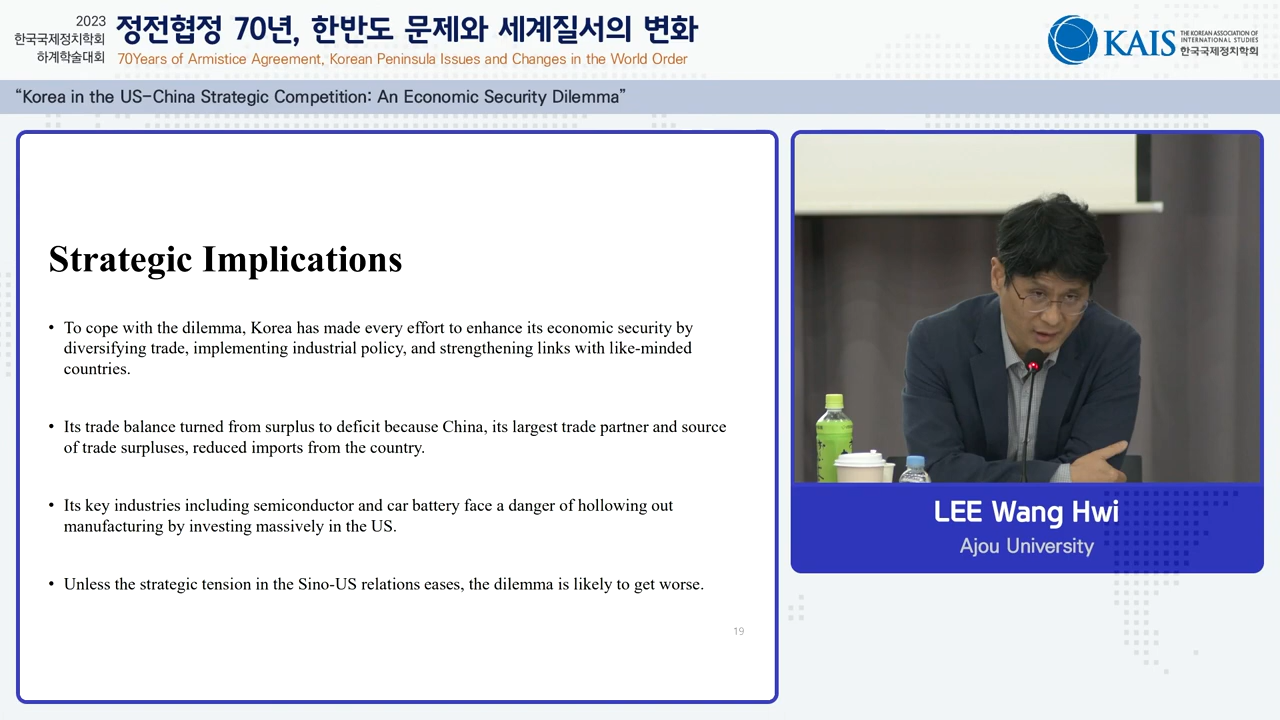 2023
한국국제정치학회
하계학술대회
정전협정 70년, 한반도 문제와 세계질서의 변화
70Years of Armistice Agreement, Korean Peninsula Issues and Changes in the World Order
KAIS
THE KOREAN ASSOCIATION OF
INTERNATIONAL STUDIES
한국국제정치학회
“Korea in the US-China Strategic Competition: An Economic Security Dilemma”
Strategic Implications
• To cope with the dilemma, Korea has made every effort to enhance its economic security by
diversifying trade, implementing industrial policy, and strengthening links with like-minded
countries.
• Its trade balance turned from surplus to deficit because China, its largest trade partner and source
of trade surpluses, reduced imports from the country.
• Its key industries including semiconductor and car battery face a danger of hollowing out
manufacturing by investing massively in the US.
• Unless the strategic tension in the Sino-US relations eases, the dilemma is likely to get worse.
19
LEE Wang Hwi
Ajou University